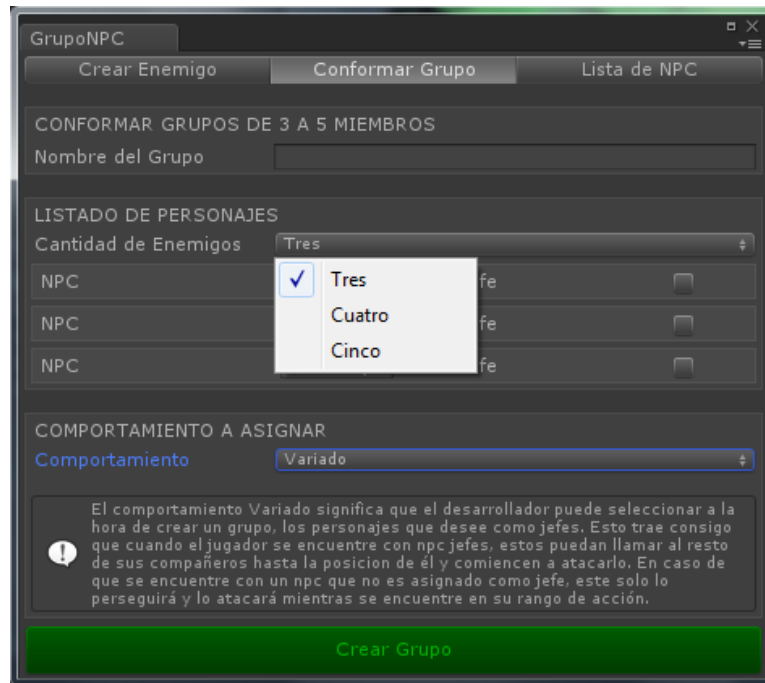 GrupoNPC
Crear Enemigo Conformar Grupo Lista de NPC
CONFORMAR GRUPOS DE 3 A 5 MIEMBROS
Nombre del Grupo
LISTADO DE PERSONAJES
Cantidad de Enemigos Tres
Tres
Cuatro
Cinco
NPC fe
NPC fe
NPC fe
COMPORTAMIENTO A ASIGNAR
Comportamiento Variado
El comportamiento Variado significa que el desarrollador puede seleccionar a la
hora de crear un grupo, los personajes que desee como jefes. Esto trae consigo
que cuando el jugador se encuentre con npc jefes, estos puedan llamar al resto
de sus compañeros hasta la posicion de él y comiencen a atacarlo. En caso de
que se encuentre con un npc que no es asignado como jefe, este solo lo
perseguirá y lo atacará mientras se encuentre en su rango de acción.
Crear Grupo